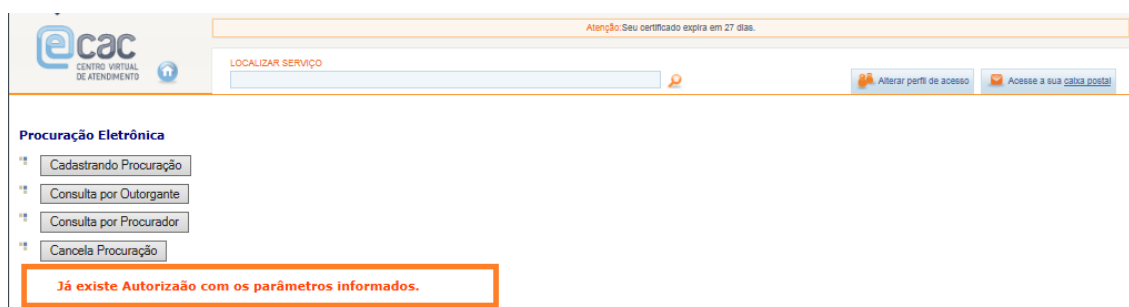 Atenção:Seu certificado expira em 27 dias.
ecac
CENTRO VIRTUAL
DE ATENDIMENTO
LOCALIZAR SERVIÇO
Alterar perfil de acesso
Acesse a sua caixa postal
Procuração Eletrônica
Cadastrando Procuração
Consulta por Outorgante
Consulta por Procurador
Cancela Procuração
Já existe Autorizaão com os parâmetros informados.